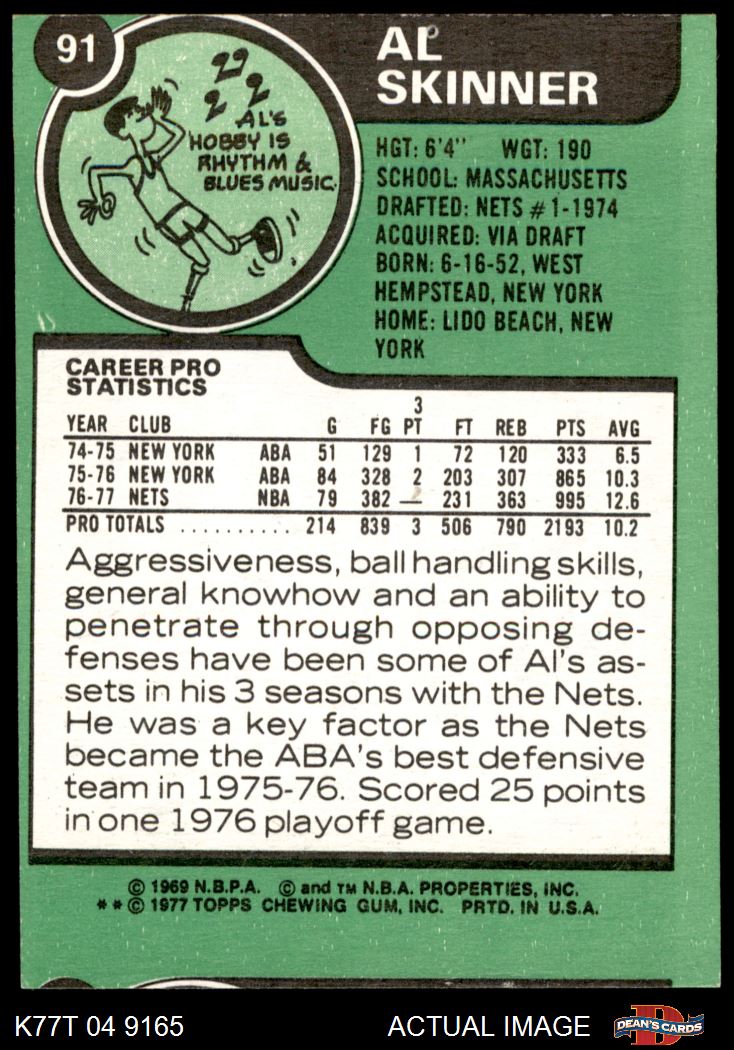 91
AL
SKINNER
AL'S
HOBBY IS
RHYTHM &
BLUES MUSIC.
HGT: 6'4" WGT: 190
SCHOOL: MASSACHUSETTS
DRAFTED: NETS #1-1974
ACQUIRED: VIA DRAFT
BORN: 6-16-52, WEST
HEMPSTEAD, NEW YORK
HOME: LIDO BEACH, NEW
YORK
CAREER PRO
STATISTICS
3
YEAR CLUB G FG PT FT REB PTS AVG
74-75 NEW YORK ABA 51 129 1 72 120 333 6.5
75-76 NEW YORK ABA 84 328 2 203 307 865 10.3
76-77 NETS NBA 79 382 — 231 363 995 12.6
PRO TOTALS .......... 214 839 3 506 790 2193 10.2
Aggressiveness, ball handling skills,
general knowhow and an ability to
penetrate through opposing de-
fenses have been some of Al's as-
sets in his 3 seasons with the Nets.
He was a key factor as the Nets
became the ABA's best defensive
team in 1975-76. Scored 25 points
in one 1976 playoff game.
© 1969 N.B.P.A. © and TM N.B.A. PROPERTIES, INC.
**© 1977 TOPPS CHEWING GUM, INC. PRTD. IN U.S.A.
K77T 04 9165 ACTUAL IMAGE DEAN'S CARDS